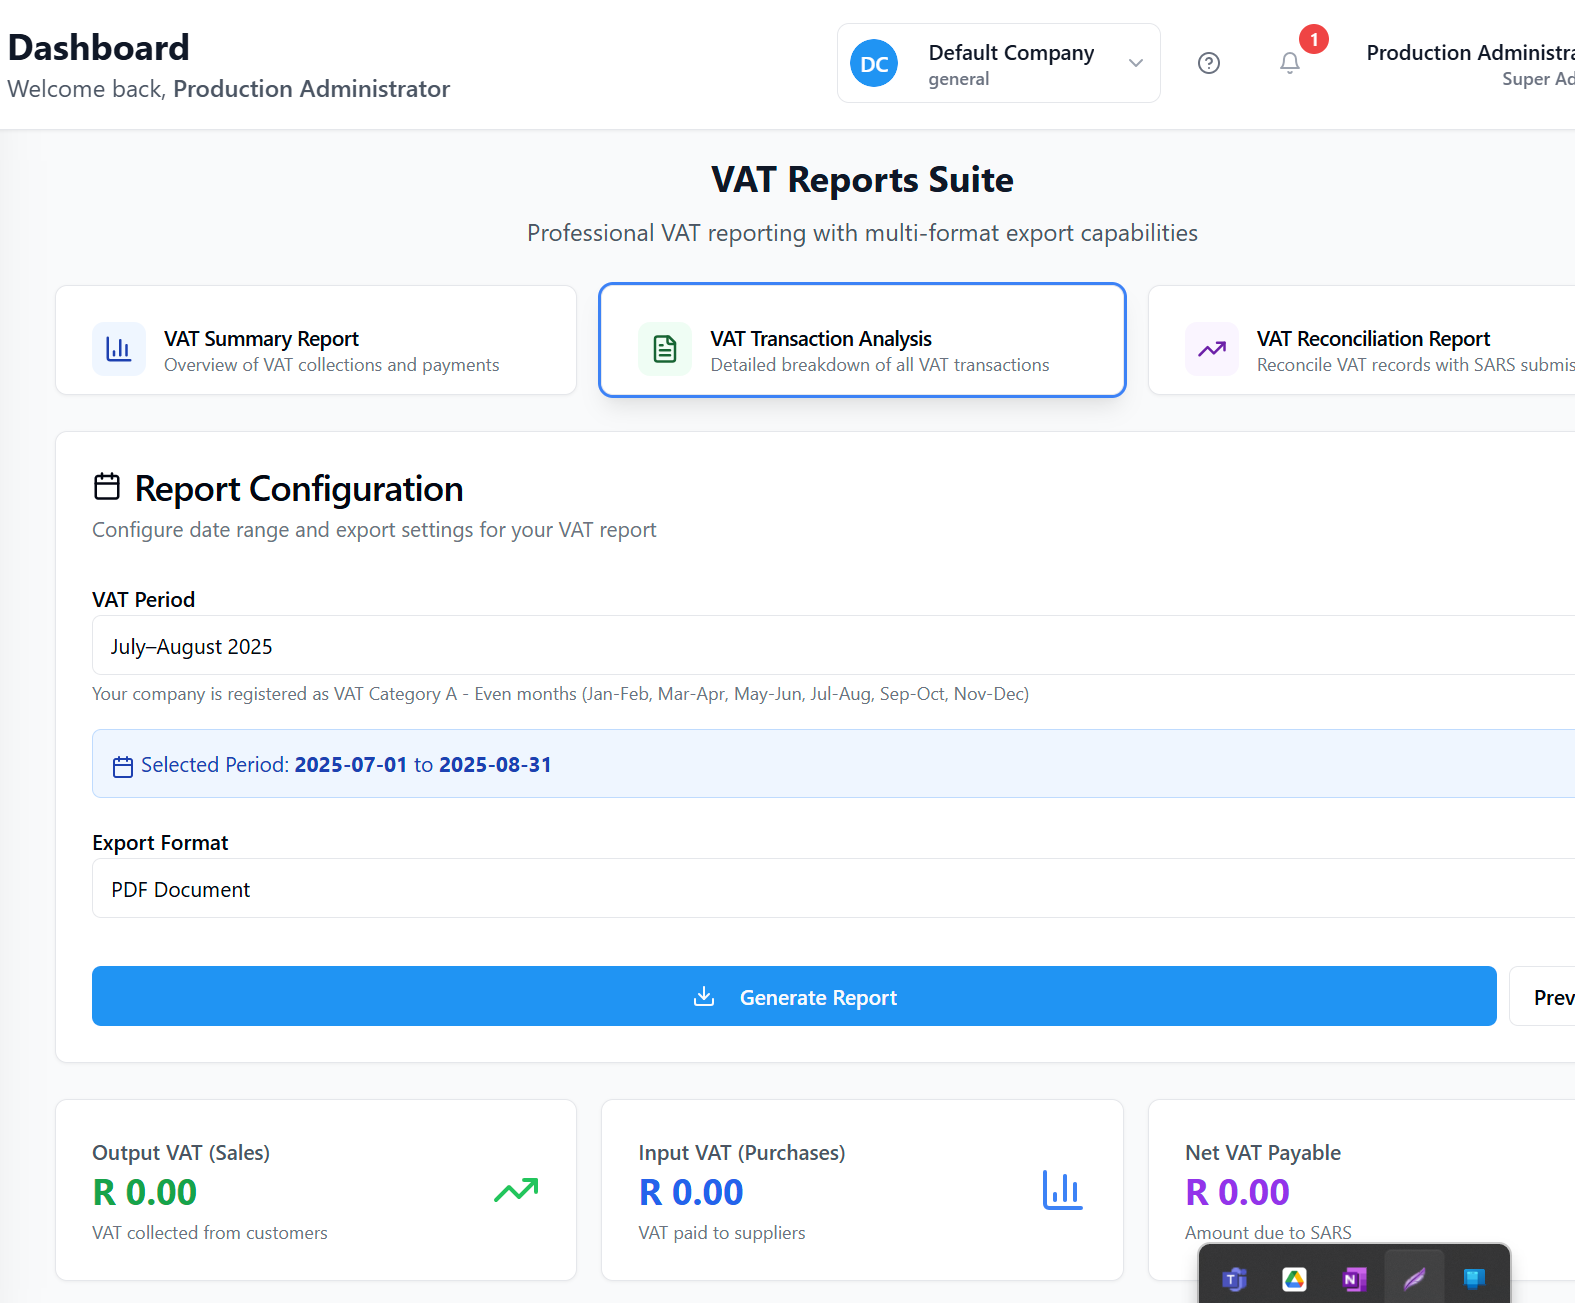 Dashboard
Welcome back, Production Administrator
DC
Default Company
general
1
Production Administra
Super Ad
VAT Reports Suite
Professional VAT reporting with multi-format export capabilities
VAT Summary Report
Overview of VAT collections and payments
VAT Transaction Analysis
Detailed breakdown of all VAT transactions
VAT Reconciliation Report
Reconcile VAT records with SARS submis
Report Configuration
Configure date range and export settings for your VAT report
VAT Period
July–August 2025
Your company is registered as VAT Category A - Even months (Jan-Feb, Mar-Apr, May-Jun, Jul-Aug, Sep-Oct, Nov-Dec)
Selected Period: 2025-07-01 to 2025-08-31
Export Format
PDF Document
Generate Report
Prev
Output VAT (Sales)
R 0.00
VAT collected from customers
Input VAT (Purchases)
R 0.00
VAT paid to suppliers
Net VAT Payable
R 0.00
Amount due to SARS